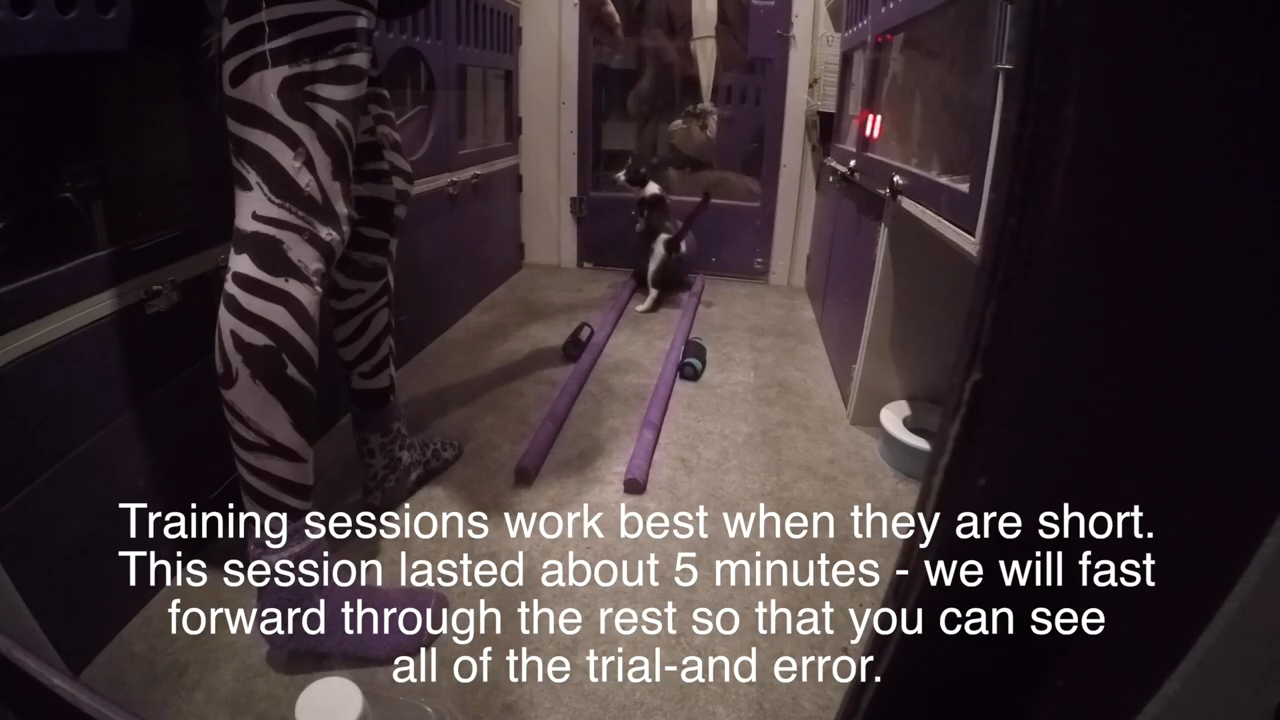 Training sessions work best when they are short.
This session lasted about 5 minutes - we will fast
forward through the rest so that you can see
all of the trial-and error.